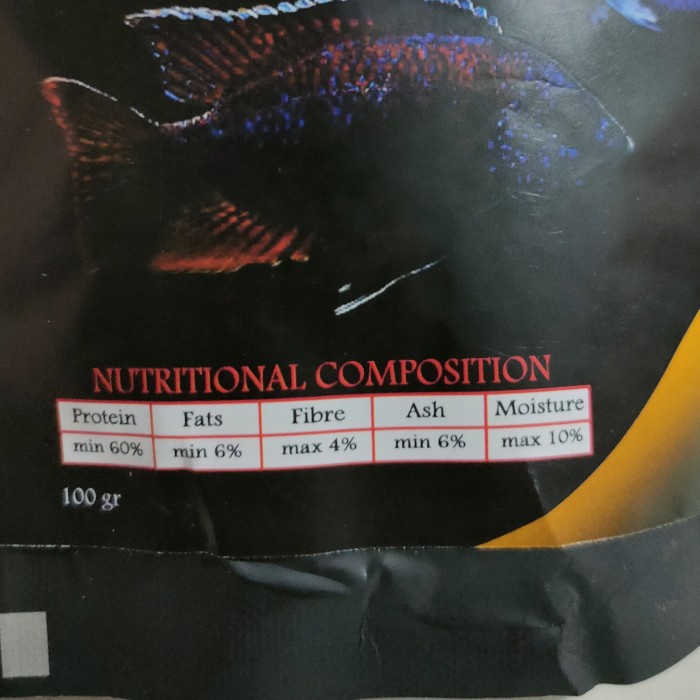 NUTRITIONAL COMPOSITION
Protein Fats Fibre Ash Moisture
min 60% min 6% max 4% min 6% max 10%
100 gr